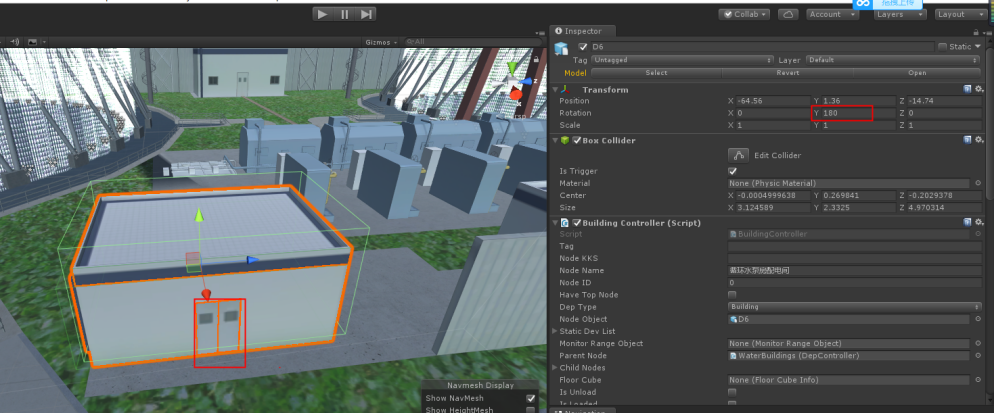 拖拽上传
Collab
Account
Layers
Layout
Gizmos
All
Inspector
D6
Static
Tag Untagged Layer Default
Model Select Revert Open
Transform
Position X -64.56 Y 1.36 Z -14.74
Rotation X 0 Y 180 Z 0
Scale X 1 Y 1 Z 1
Box Collider
Edit Collider
Is Trigger
Material None (Physic Material)
Center X -0.0004999638 Y 0.269841 Z -0.2029378
Size X 3.124589 Y 2.3325 Z 4.970314
Building Controller (Script)
Script BuildingController
Tag
Node KKS
Node Name 循环水泵房配电间
Node ID 0
Have Top Node
Dep Type Building
Node Object D6
Static Dev List
Monitor Range Object None (Monitor Range Object)
Parent Node WaterBuildings (DepController)
Child Nodes
Floor Cube None (Floor Cube Info)
Is Unload
Is Loaded
Navmesh Display
Show NavMesh
Show HeightMesh
Navigation
z
x